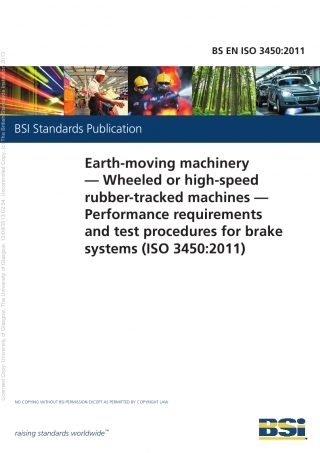 BS EN ISO 3450:2011
BSI Standards Publication
Earth-moving machinery
— Wheeled or high-speed
rubber-tracked machines —
Performance requirements
and test procedures for brake
systems (ISO 3450:2011)
NO COPYING WITHOUT BSI PERMISSION EXCEPT AS PERMITTED BY COPYRIGHT LAW
raising standards worldwide™
BSi
Licensed Copy: University of Glasgow, The University of Glasgow,
Uncontrolled Copy, (c) The British Standards Institution 2013